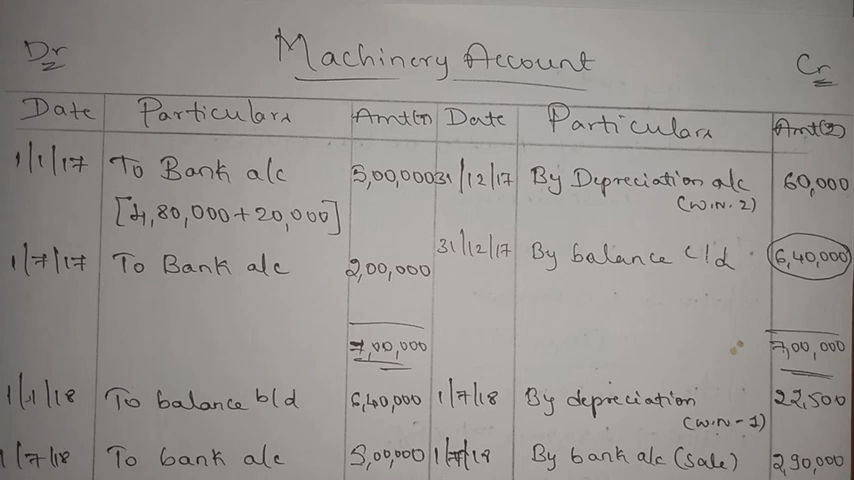 Machinery Account
Dr Cr
Date Particulars Amt(₹) Date Particulars Amt(₹)
1/1/17 To Bank a/c 5,00,000 31/12/17 By Depreciation a/c 60,000
[4,80,000+20,000] (W.N.2)
1/7/17 To Bank a/c 2,00,000 31/12/17 By balance c/d 6,40,000
7,00,000 7,00,000
1/1/18 To balance b/d 6,40,000 1/7/18 By depreciation 22,500
(W.N-1)
1/7/18 To bank a/c 5,00,000 1/7/18 By bank a/c (Sale) 2,90,000